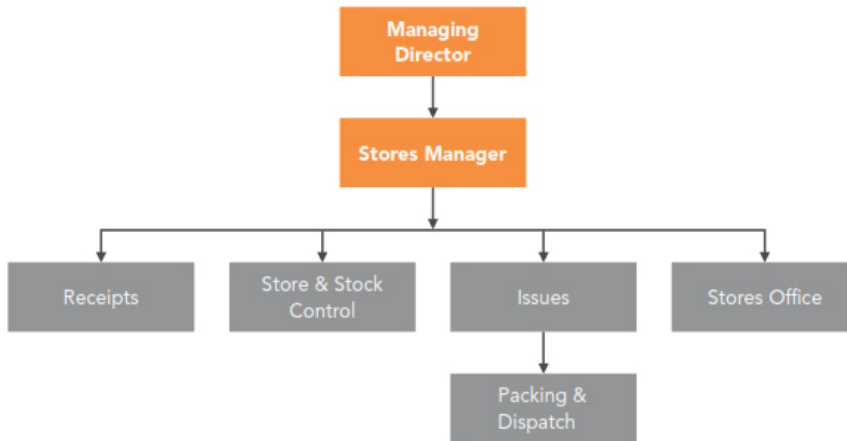 Managing
Director
Stores Manager
Receipts
Store & Stock
Control
Issues
Stores Office
Packing &
Dispatch